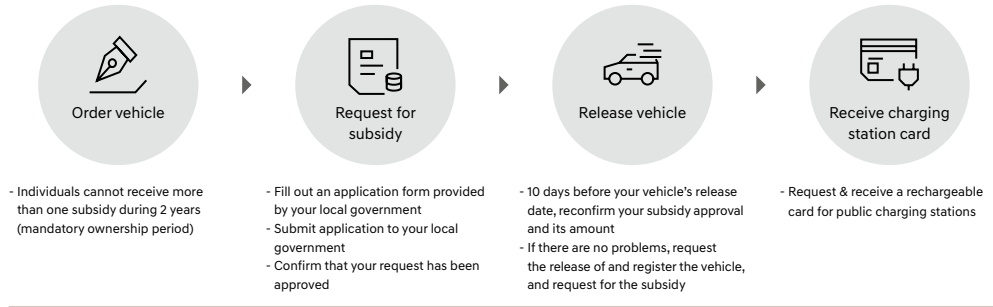 Order vehicle
- Individuals cannot receive more
than one subsidy during 2 years
(mandatory ownership period)
Request for
subsidy
- Fill out an application form provided
by your local government
- Submit application to your local
government
- Confirm that your request has been
approved
Release vehicle
- 10 days before your vehicle’s release
date, reconfirm your subsidy approval
and its amount
- If there are no problems, request
the release of and register the vehicle,
and request for the subsidy
Receive charging
station card
- Request & receive a rechargeable
card for public charging stations